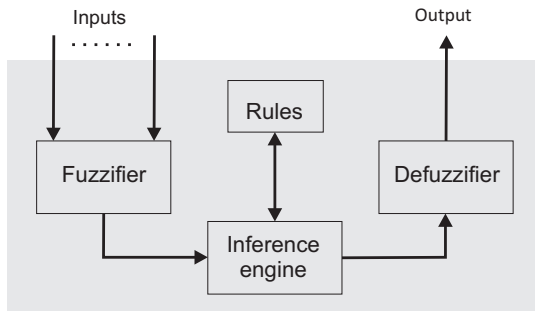 Inputs
Output
Rules
Fuzzifier
Defuzzifier
Inference
engine